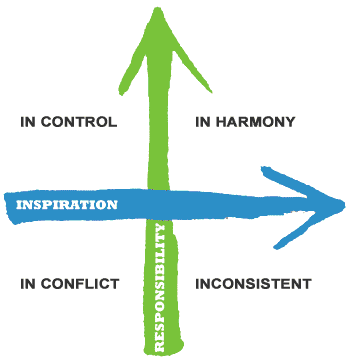 IN CONTROL
IN HARMONY
INSPIRATION
RESPONSIBILITY
IN CONFLICT
INCONSISTENT